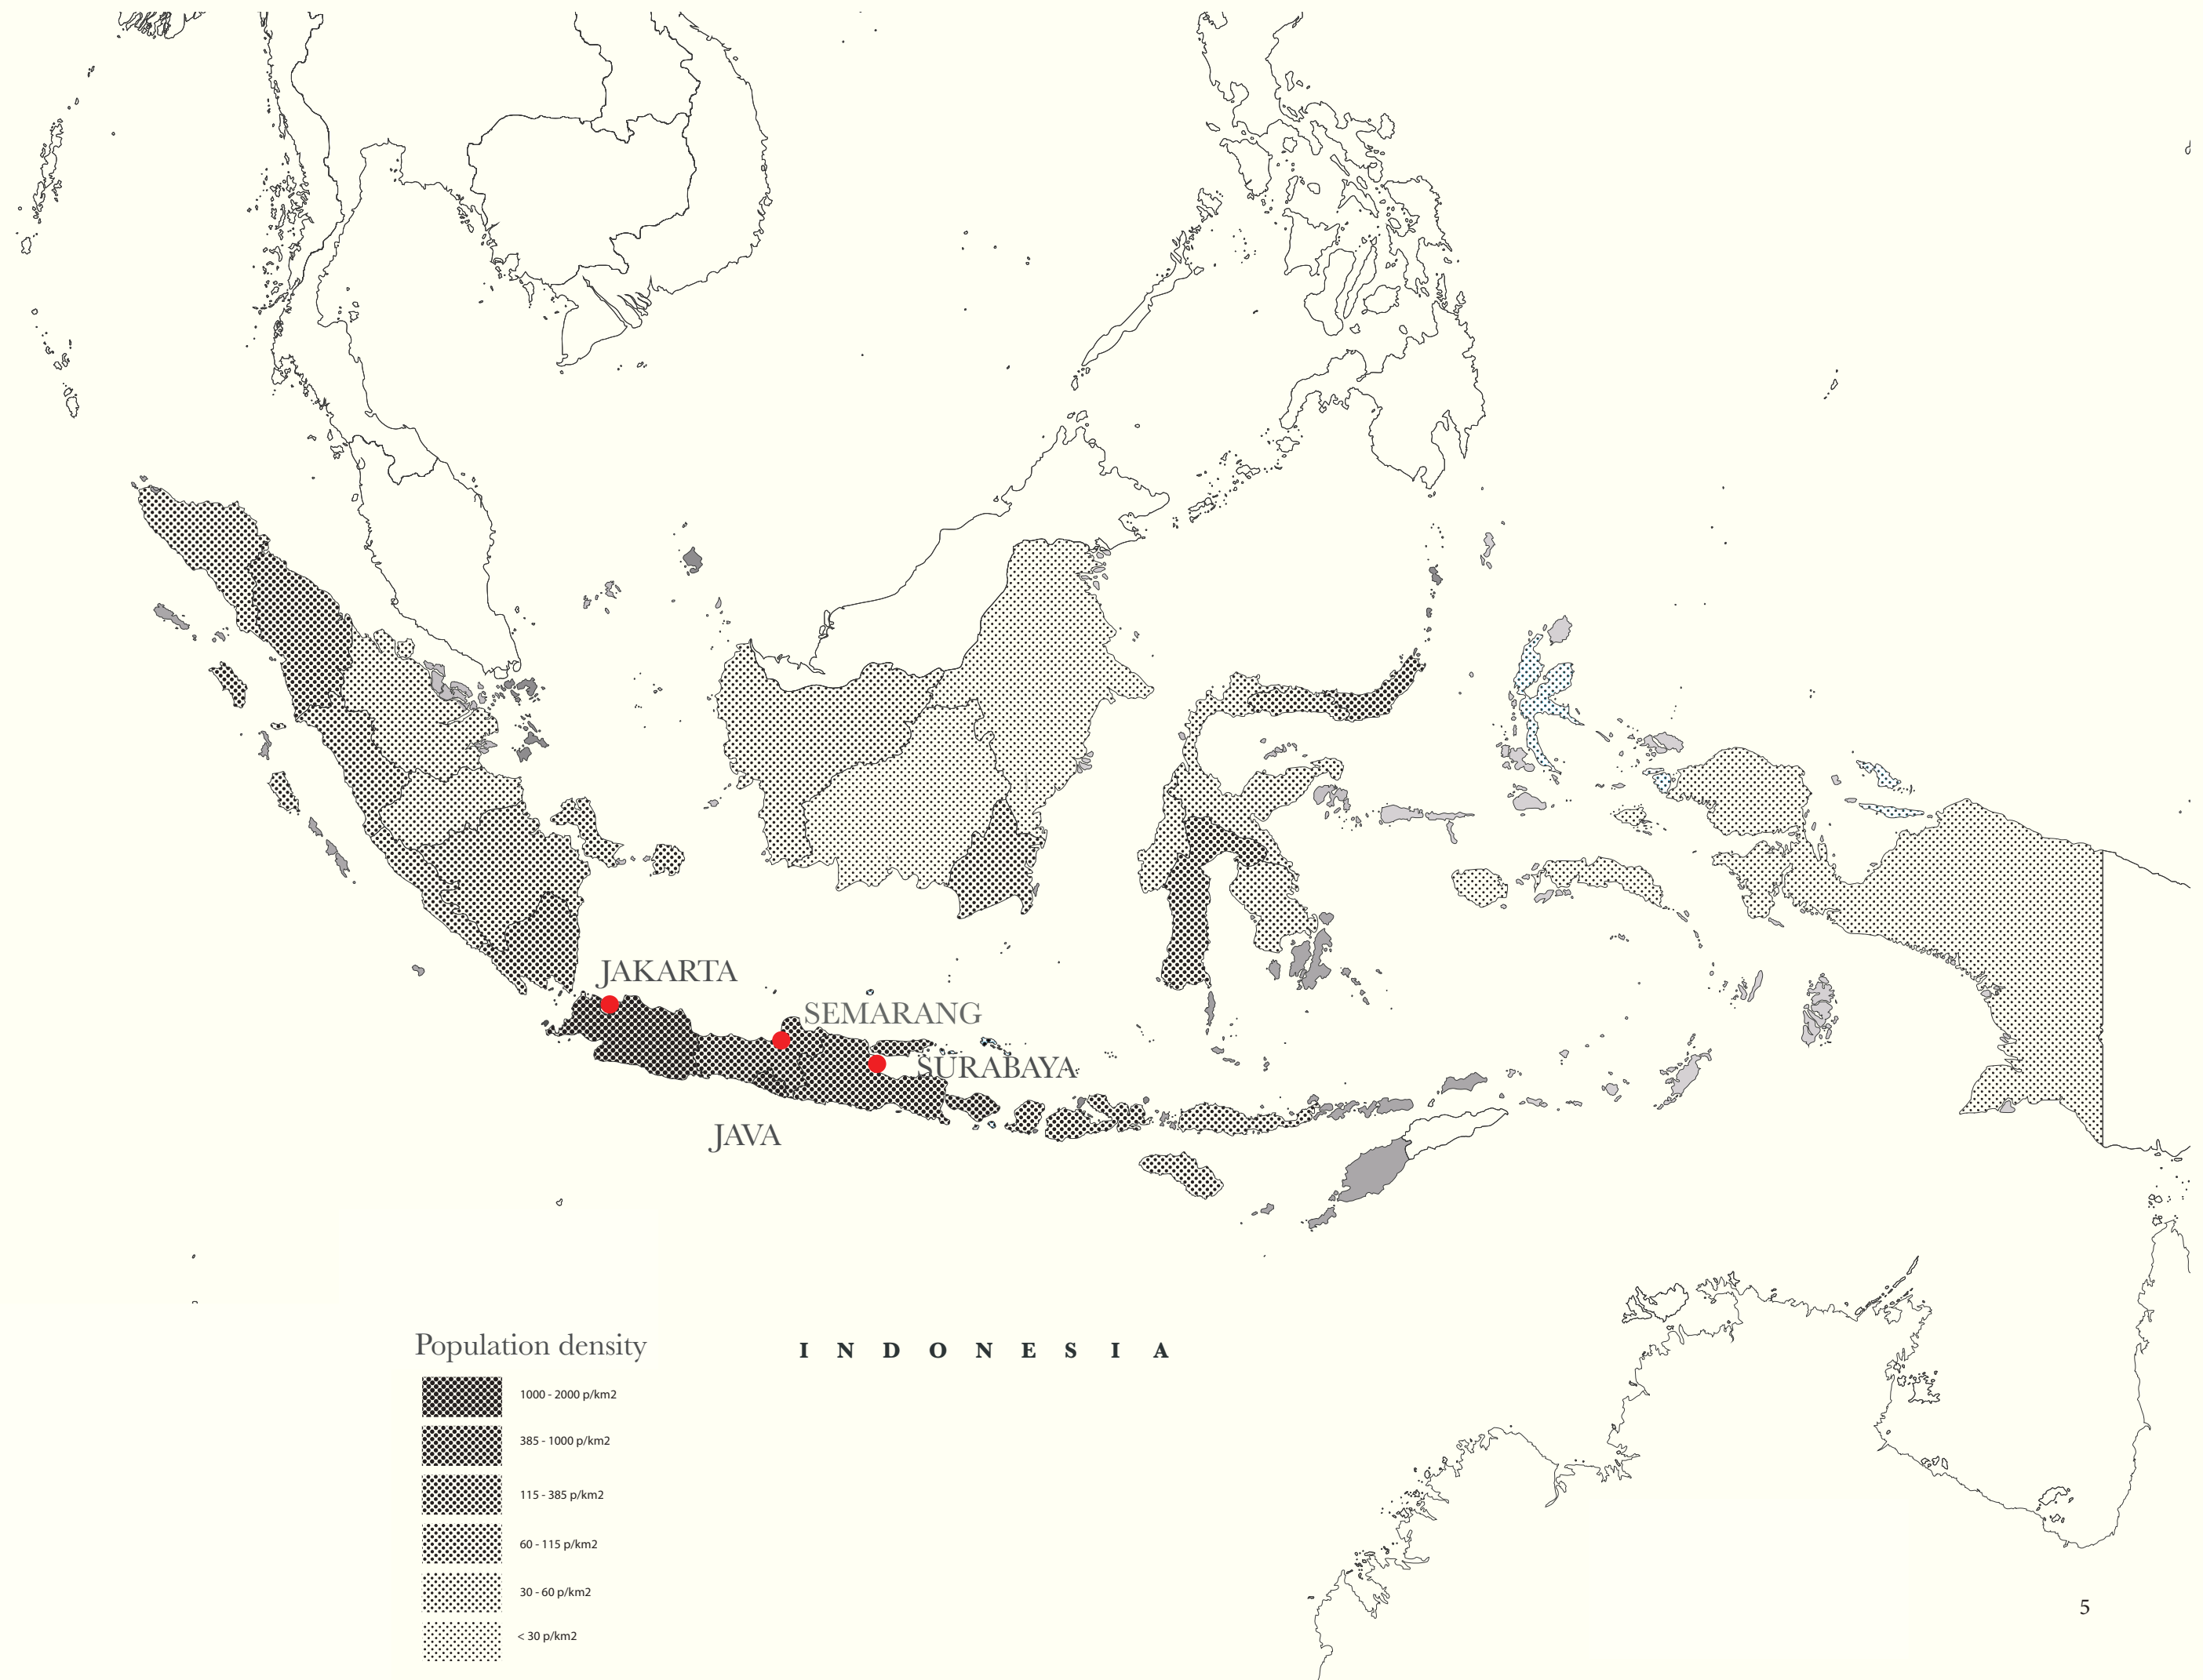 JAKARTA
SEMARANG
SURABAYA
JAVA
Population density
INDONESIA
1000 - 2000 p/km2
385 - 1000 p/km2
115 - 385 p/km2
60 - 115 p/km2
30 - 60 p/km2
< 30 p/km2
5